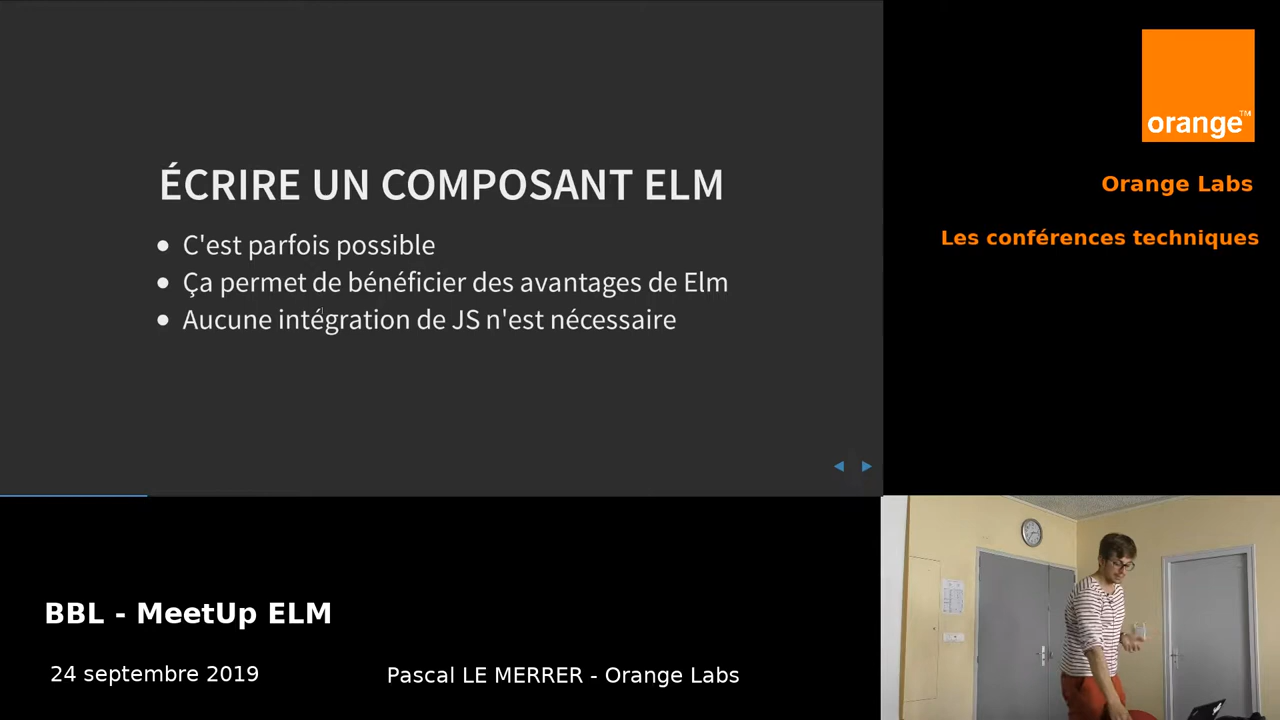 ÉCRIRE UN COMPOSANT ELM
C'est parfois possible
Ça permet de bénéficier des avantages de Elm
Aucune intégration de JS n'est nécessaire
orange™
Orange Labs
Les conférences techniques
BBL - MeetUp ELM
24 septembre 2019
Pascal LE MERRER - Orange Labs